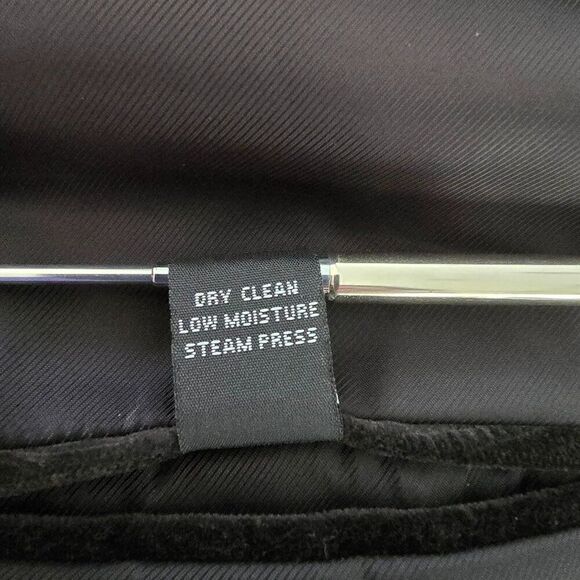 DRY CLEAN
LOW MOISTURE
STEAM PRESS